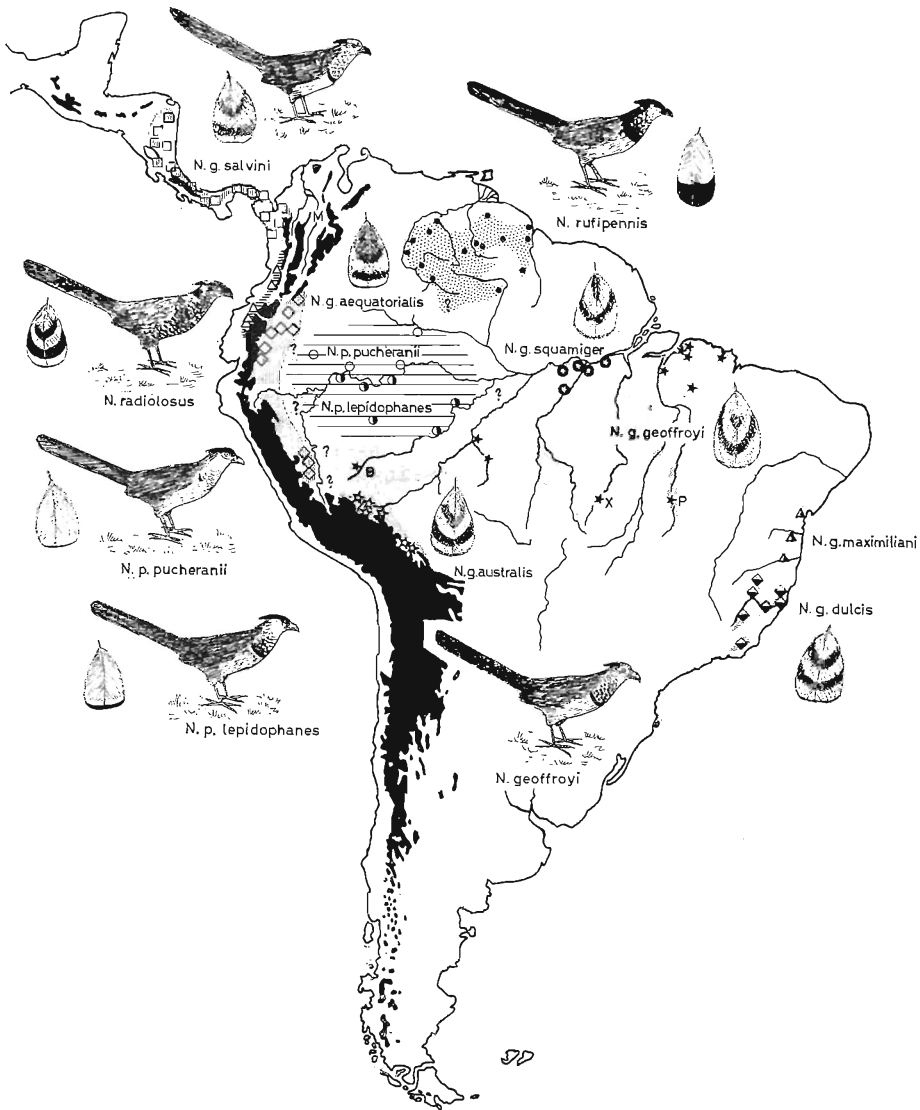 N. g. salvini
N. rufipennis
M
N. g. aequatorialis
?
N. radiolosus
? N. p. pucheranii
N. g. squamiger
? N. p. lepidophanes ?
N. g. geoffroyi
?
B
?
X
P
N. p. pucheranii
N. g. australis
N. g. maximiliani
N. g. dulcis
N. p. lepidophanes
N. geoffroyi